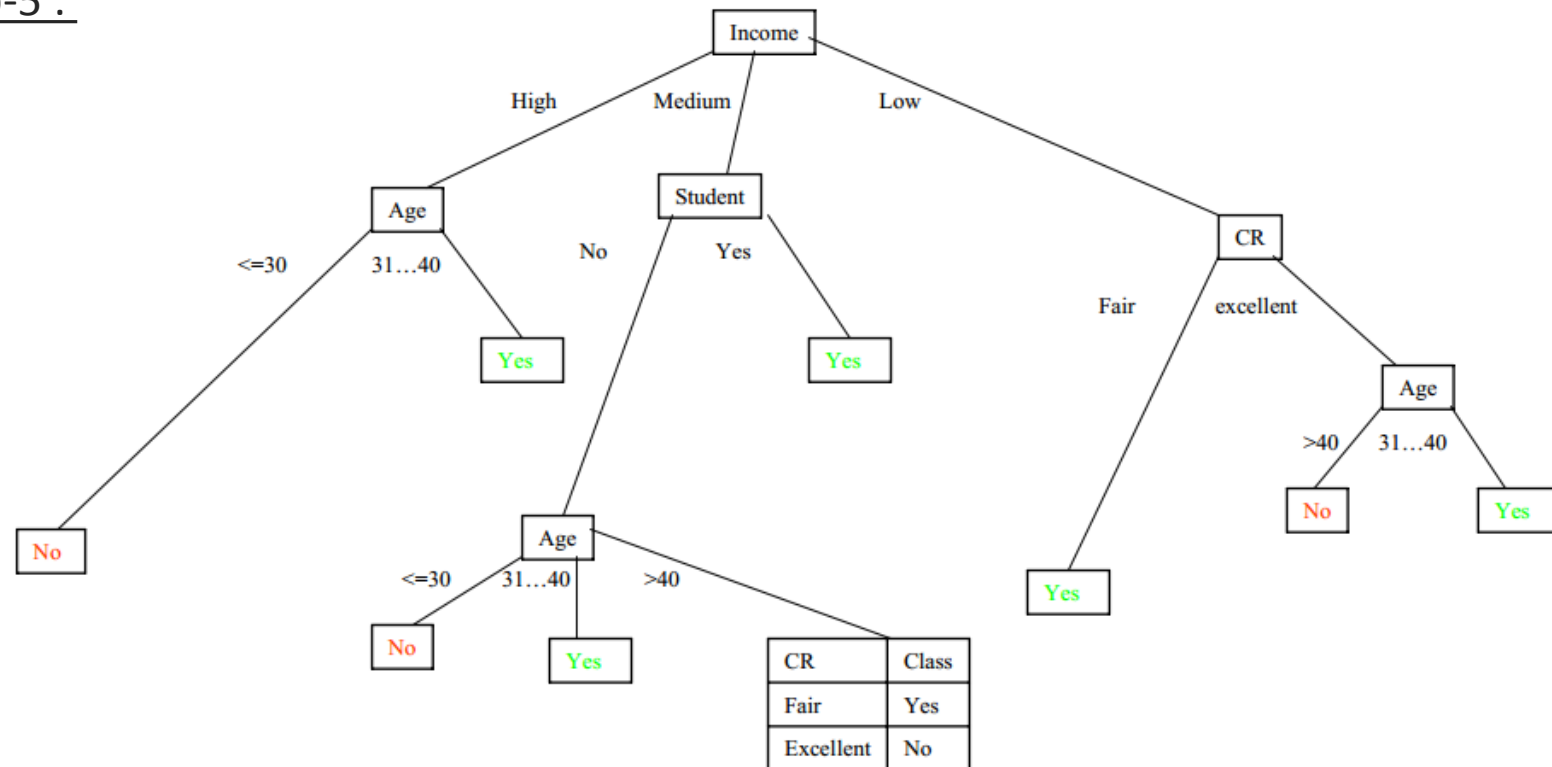 -5 :
Income
High Medium Low
Age
Student
CR
<=30 31...40
No Yes
Fair excellent
Yes
Yes
Age
>40 31...40
No
Yes
No
Age
<=30 31...40 >40
Yes
No
Yes
CR Class
Fair Yes
Excellent No